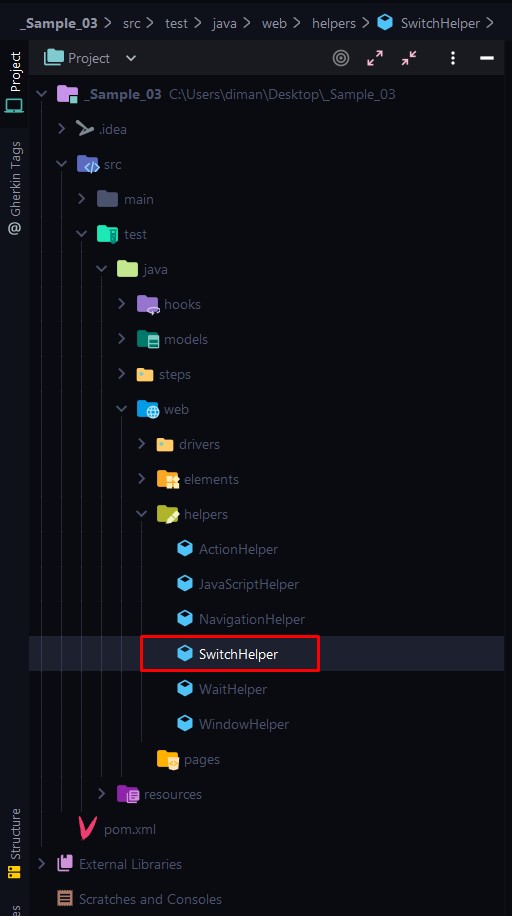 _Sample_03 > src > test > java > web > helpers > SwitchHelper >
Project
Project
_Sample_03 C:\Users\diman\Desktop\_Sample_03
.idea
@ Gherkin Tags
src
main
test
java
hooks
models
steps
web
drivers
elements
helpers
ActionHelper
JavaScriptHelper
NavigationHelper
SwitchHelper
WaitHelper
WindowHelper
pages
resources
Structure
pom.xml
External Libraries
Scratches and Consoles